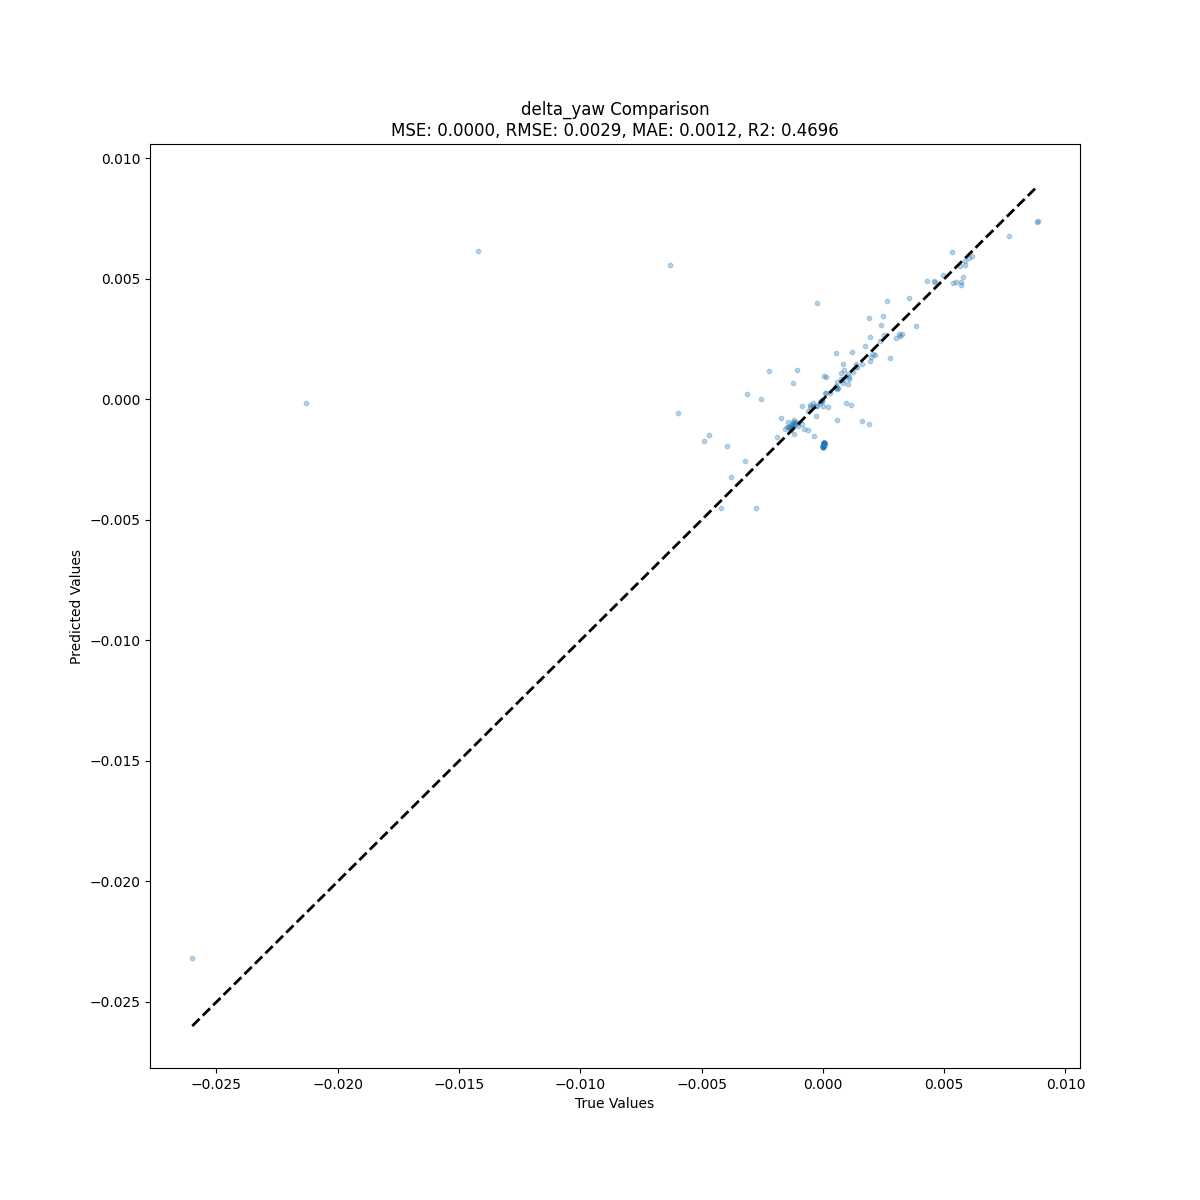 delta_yaw Comparison
MSE: 0.0000, RMSE: 0.0029, MAE: 0.0012, R2: 0.4696
0.010
0.005
0.000
−0.005
−0.010
−0.015
−0.020
−0.025
Predicted Values
−0.025 −0.020 −0.015 −0.010 −0.005 0.000 0.005 0.010
True Values